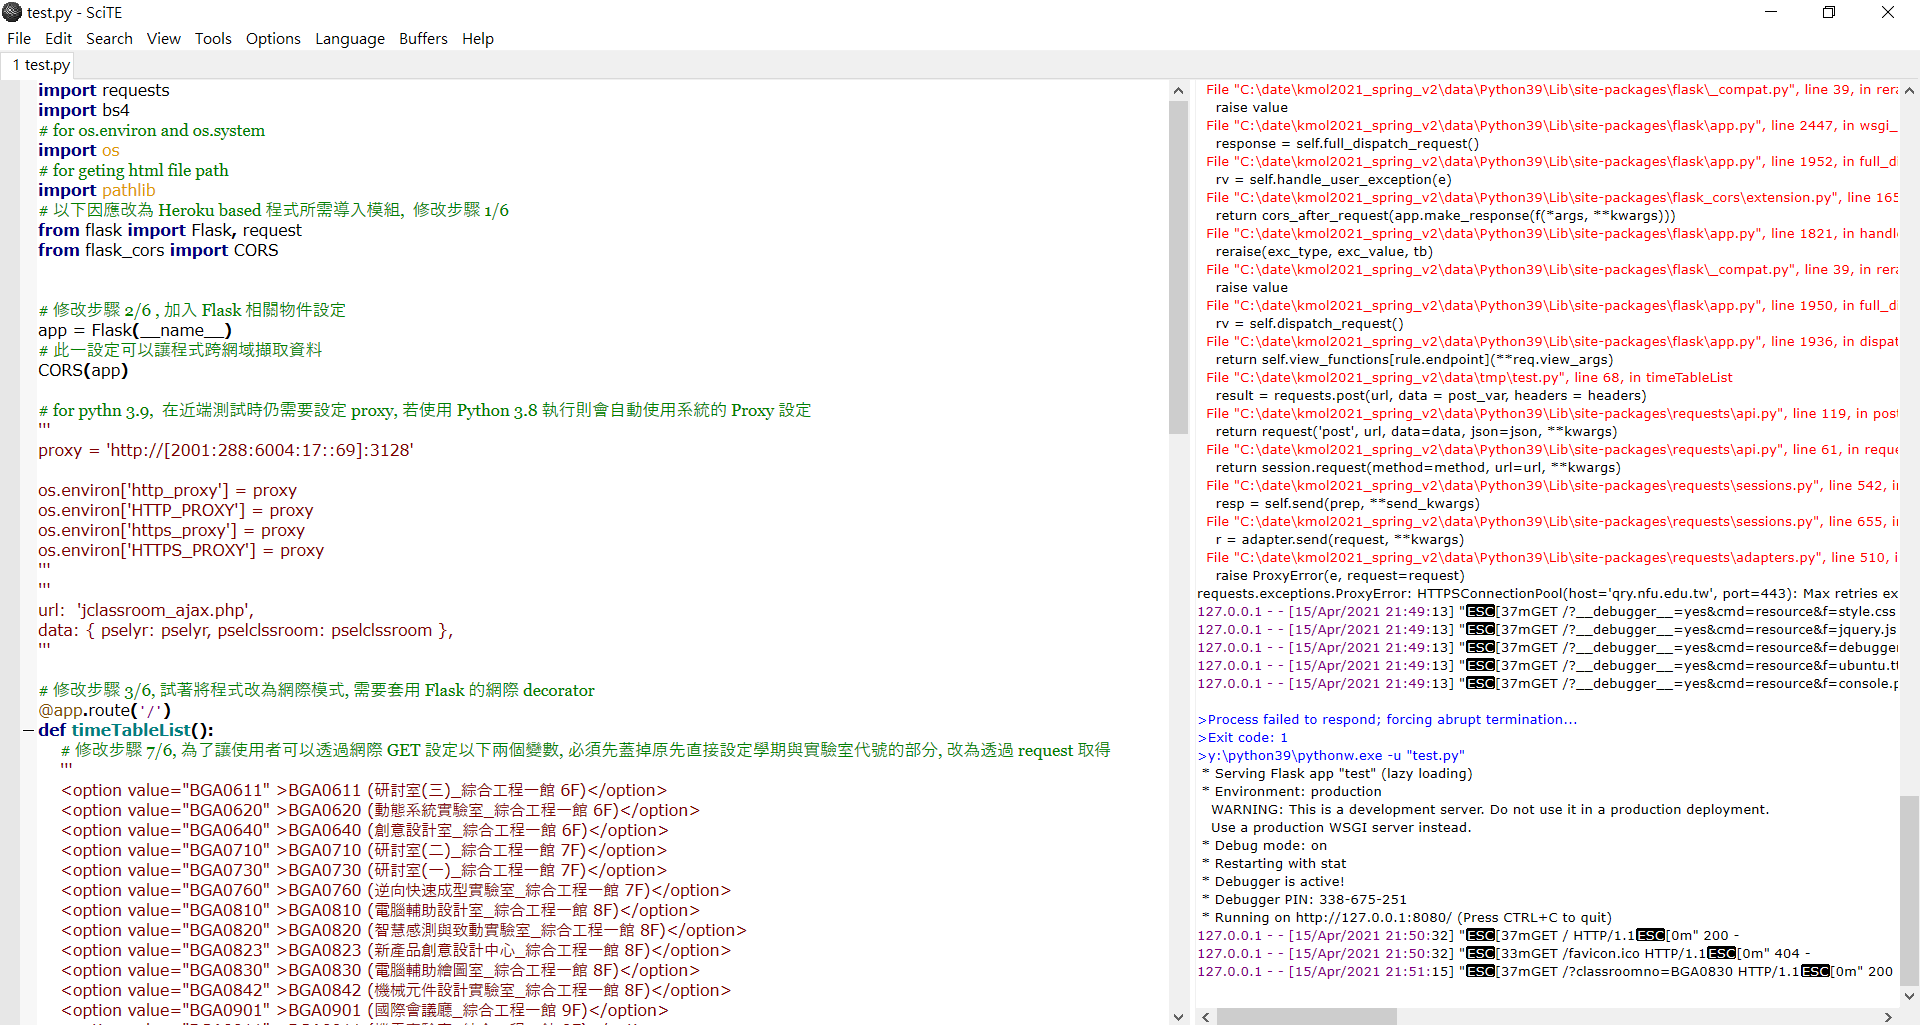 test.py - SciTE
File Edit Search View Tools Options Language Buffers Help
1 test.py
import requests
import bs4
# for os.environ and os.system
import os
# for geting html file path
import pathlib
# 以下因應改為 Heroku based 程式所需導入模組, 修改步驟 1/6
from flask import Flask, request
from flask_cors import CORS
# 修改步驟 2/6 , 加入 Flask 相關物件設定
app = Flask(__name__)
# 此一設定可以讓程式跨網域擷取資料
CORS(app)
# for pythn 3.9, 在近端測試時仍需要設定 proxy, 若使用 Python 3.8 執行則會自動使用系統的 Proxy 設定
'''
proxy = 'http://[2001:288:6004:17::69]:3128'
os.environ['http_proxy'] = proxy
os.environ['HTTP_PROXY'] = proxy
os.environ['https_proxy'] = proxy
os.environ['HTTPS_PROXY'] = proxy
'''
'''
url: 'jclassroom_ajax.php',
data: { pselyr: pselyr, pselclssroom: pselclssroom },
'''
# 修改步驟 3/6, 試著將程式改為網際模式, 需要套用 Flask 的網際 decorator
@app.route('/')
def timeTableList():
# 修改步驟 7/6, 為了讓使用者可以透過網際 GET 設定以下兩個變數, 必須先蓋掉原先直接設定學期與實驗室代號的部分, 改為透過 request 取得
'''
<option value="BGA0611" >BGA0611 (研討室(三)_綜合工程一館 6F)</option>
<option value="BGA0620" >BGA0620 (動態系統實驗室_綜合工程一館 6F)</option>
<option value="BGA0640" >BGA0640 (創意設計室_綜合工程一館 6F)</option>
<option value="BGA0710" >BGA0710 (研討室(二)_綜合工程一館 7F)</option>
<option value="BGA0730" >BGA0730 (研討室(一)_綜合工程一館 7F)</option>
<option value="BGA0760" >BGA0760 (逆向快速成型實驗室_綜合工程一館 7F)</option>
<option value="BGA0810" >BGA0810 (電腦輔助設計室_綜合工程一館 8F)</option>
<option value="BGA0820" >BGA0820 (智慧感測與致動實驗室_綜合工程一館 8F)</option>
<option value="BGA0823" >BGA0823 (新產品創意設計中心_綜合工程一館 8F)</option>
<option value="BGA0830" >BGA0830 (電腦輔助繪圖室_綜合工程一館 8F)</option>
<option value="BGA0842" >BGA0842 (機械元件設計實驗室_綜合工程一館 8F)</option>
<option value="BGA0901" >BGA0901 (國際會議廳_綜合工程一館 9F)</option>
File "C:\date\kmol2021_spring_v2\data\Python39\Lib\site-packages\flask\_compat.py", line 39, in rera
raise value
File "C:\date\kmol2021_spring_v2\data\Python39\Lib\site-packages\flask\app.py", line 2447, in wsgi_
response = self.full_dispatch_request()
File "C:\date\kmol2021_spring_v2\data\Python39\Lib\site-packages\flask\app.py", line 1952, in full_d
rv = self.handle_user_exception(e)
File "C:\date\kmol2021_spring_v2\data\Python39\Lib\site-packages\flask_cors\extension.py", line 165
return cors_after_request(app.make_response(f(*args, **kwargs)))
File "C:\date\kmol2021_spring_v2\data\Python39\Lib\site-packages\flask\app.py", line 1821, in handl
reraise(exc_type, exc_value, tb)
File "C:\date\kmol2021_spring_v2\data\Python39\Lib\site-packages\flask\_compat.py", line 39, in rera
raise value
File "C:\date\kmol2021_spring_v2\data\Python39\Lib\site-packages\flask\app.py", line 1950, in full_d
rv = self.dispatch_request()
File "C:\date\kmol2021_spring_v2\data\Python39\Lib\site-packages\flask\app.py", line 1936, in dispat
return self.view_functions[rule.endpoint](**req.view_args)
File "C:\date\kmol2021_spring_v2\data\tmp\test.py", line 68, in timeTableList
result = requests.post(url, data = post_var, headers = headers)
File "C:\date\kmol2021_spring_v2\data\Python39\Lib\site-packages\requests\api.py", line 119, in pos
return request('post', url, data=data, json=json, **kwargs)
File "C:\date\kmol2021_spring_v2\data\Python39\Lib\site-packages\requests\api.py", line 61, in reque
return session.request(method=method, url=url, **kwargs)
File "C:\date\kmol2021_spring_v2\data\Python39\Lib\site-packages\requests\sessions.py", line 542, i
resp = self.send(prep, **send_kwargs)
File "C:\date\kmol2021_spring_v2\data\Python39\Lib\site-packages\requests\sessions.py", line 655, i
r = adapter.send(request, **kwargs)
File "C:\date\kmol2021_spring_v2\data\Python39\Lib\site-packages\requests\adapters.py", line 510, i
raise ProxyError(e, request=request)
requests.exceptions.ProxyError: HTTPSConnectionPool(host='qry.nfu.edu.tw', port=443): Max retries ex
127.0.0.1 - - [15/Apr/2021 21:49:13] "ESC[37mGET /?__debugger__=yes&cmd=resource&f=style.css
127.0.0.1 - - [15/Apr/2021 21:49:13] "ESC[37mGET /?__debugger__=yes&cmd=resource&f=jquery.js
127.0.0.1 - - [15/Apr/2021 21:49:13] "ESC[37mGET /?__debugger__=yes&cmd=resource&f=debugger
127.0.0.1 - - [15/Apr/2021 21:49:13] "ESC[37mGET /?__debugger__=yes&cmd=resource&f=ubuntu.tt
127.0.0.1 - - [15/Apr/2021 21:49:13] "ESC[37mGET /?__debugger__=yes&cmd=resource&f=console.p
>Process failed to respond; forcing abrupt termination...
>Exit code: 1
>y:\python39\pythonw.exe -u "test.py"
* Serving Flask app "test" (lazy loading)
* Environment: production
WARNING: This is a development server. Do not use it in a production deployment.
Use a production WSGI server instead.
* Debug mode: on
* Restarting with stat
* Debugger is active!
* Debugger PIN: 338-675-251
* Running on http://127.0.0.1:8080/ (Press CTRL+C to quit)
127.0.0.1 - - [15/Apr/2021 21:50:32] "ESC[37mGET / HTTP/1.1ESC[0m" 200 -
127.0.0.1 - - [15/Apr/2021 21:50:32] "ESC[33mGET /favicon.ico HTTP/1.1ESC[0m" 404 -
127.0.0.1 - - [15/Apr/2021 21:51:15] "ESC[37mGET /?classroomno=BGA0830 HTTP/1.1ESC[0m" 200